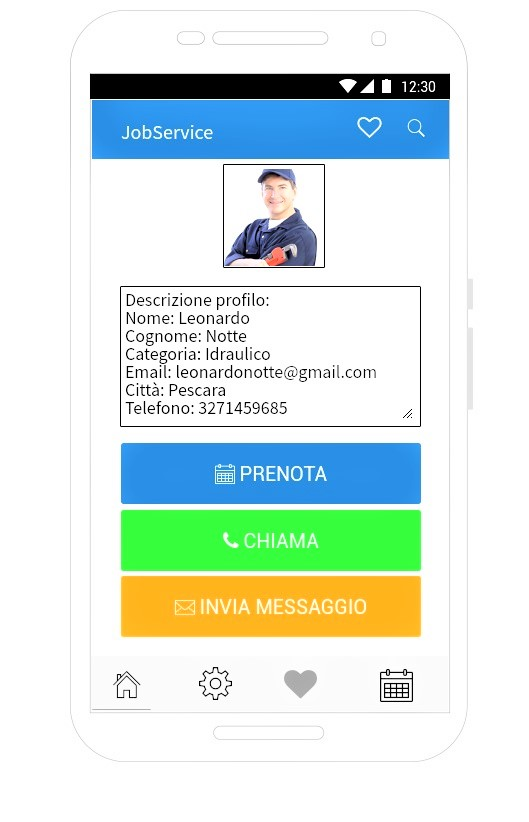 12:30
JobService
Descrizione profilo:
Nome: Leonardo
Cognome: Notte
Categoria: Idraulico
Email: leonardonotte@gmail.com
Città: Pescara
Telefono: 3271459685
PRENOTA
CHIAMA
INVIA MESSAGGIO